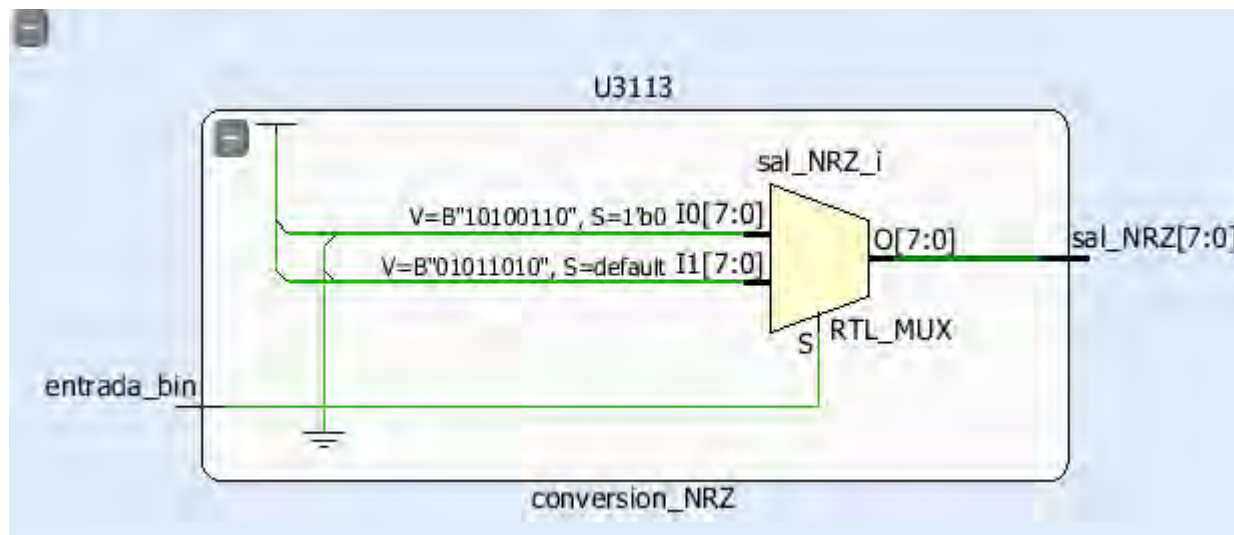 U3113
sal_NRZ_i
V=B"10100110", S=1'b0 I0[7:0]
O[7:0]
sal_NRZ[7:0]
V=B"01011010", S=default I1[7:0]
S
RTL_MUX
entrada_bin
conversion_NRZ